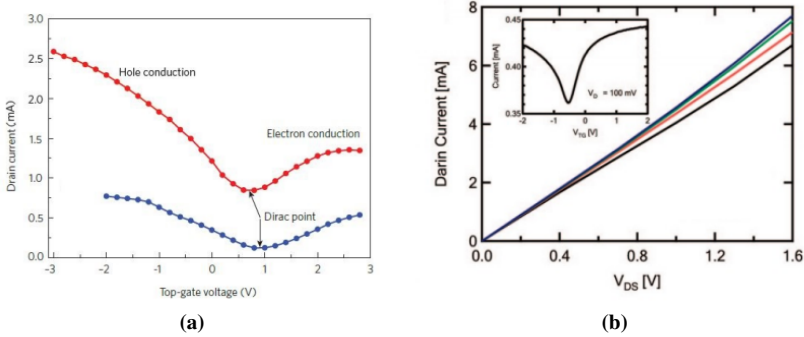 3.0
2.5
2.0
1.5
1.0
0.5
0.0
Drain current (mA)
Hole conduction
Electron conduction
Dirac point
-3 -2 -1 0 1 2 3
Top-gate voltage (V)
(a)
8
6
4
2
0
Darin Current [mA]
0.45
0.40
0.35
Current [mA]
V_D = 100 mV
-2 -1 0 1 2
V_TG [V]
0.0 0.4 0.8 1.2 1.6
V_DS [V]
(b)